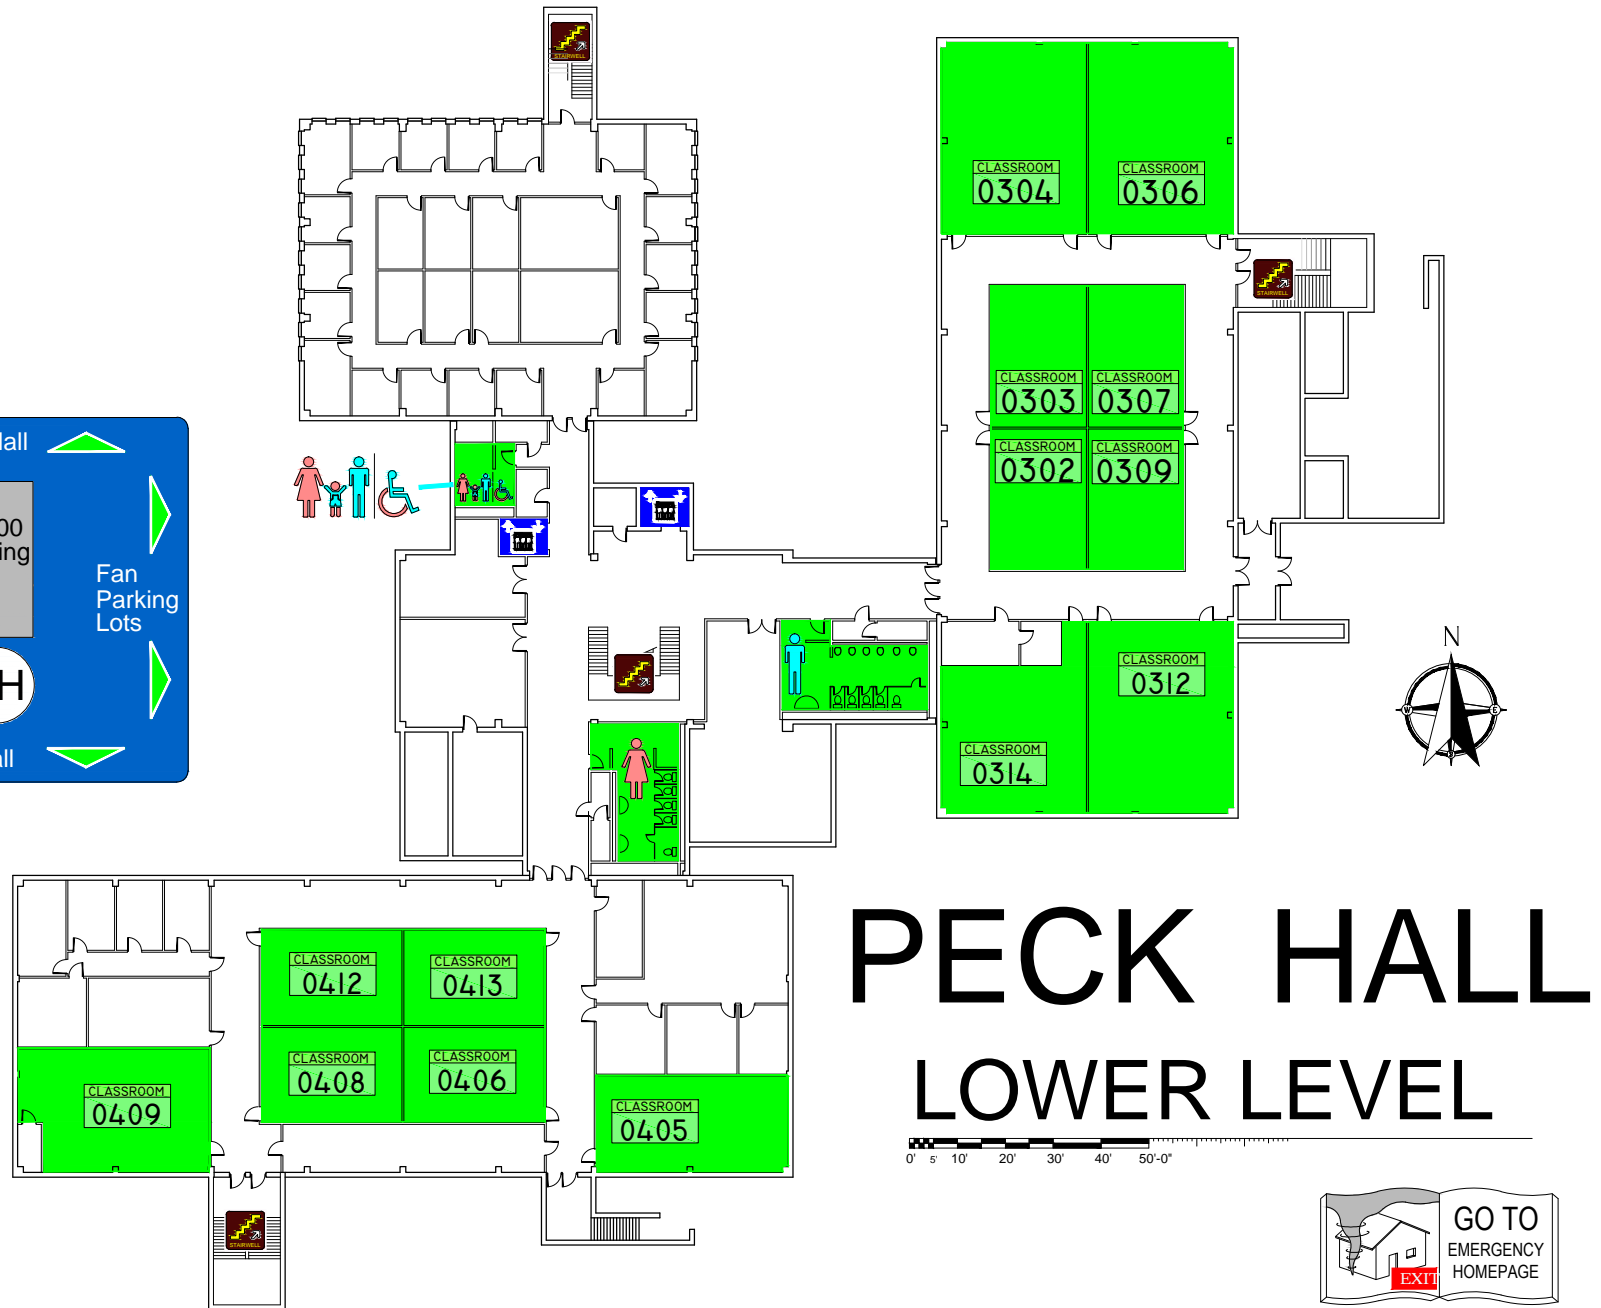 STAIRWELL
CLASSROOM
0304
CLASSROOM
0306
STAIRWELL
CLASSROOM
0303
CLASSROOM
0307
CLASSROOM
0302
CLASSROOM
0309
Fan
Parking
Lots
00
ing
H
all
N
W
E
S
CLASSROOM
0312
CLASSROOM
0314
CLASSROOM
0412
CLASSROOM
0413
CLASSROOM
0408
CLASSROOM
0406
CLASSROOM
0409
CLASSROOM
0405
STAIRWELL
PECK HALL
LOWER LEVEL
0' 5' 10' 20' 30' 40' 50'-0"
GO TO
EMERGENCY
HOMEPAGE
EXIT